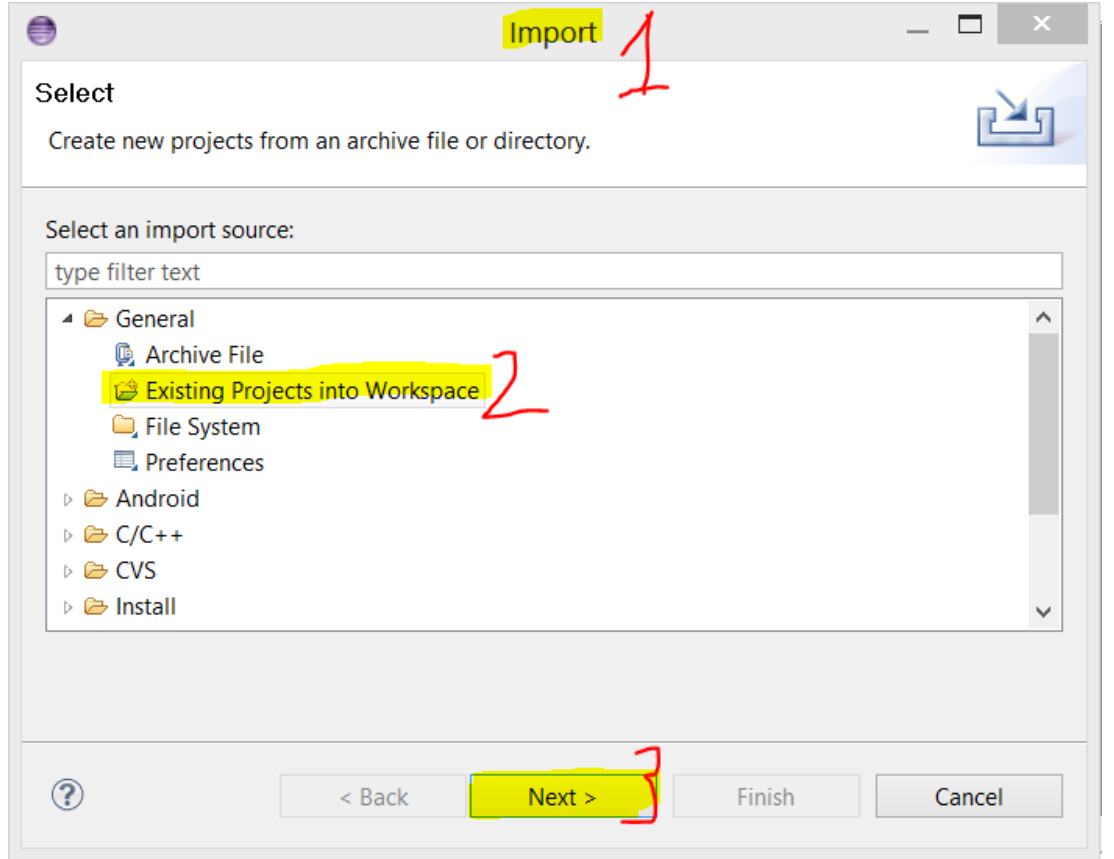 Import 1
Select
Create new projects from an archive file or directory.
Select an import source:
type filter text
General
Archive File
Existing Projects into Workspace 2
File System
Preferences
Android
C/C++
CVS
Install
? < Back Next > 3 Finish Cancel